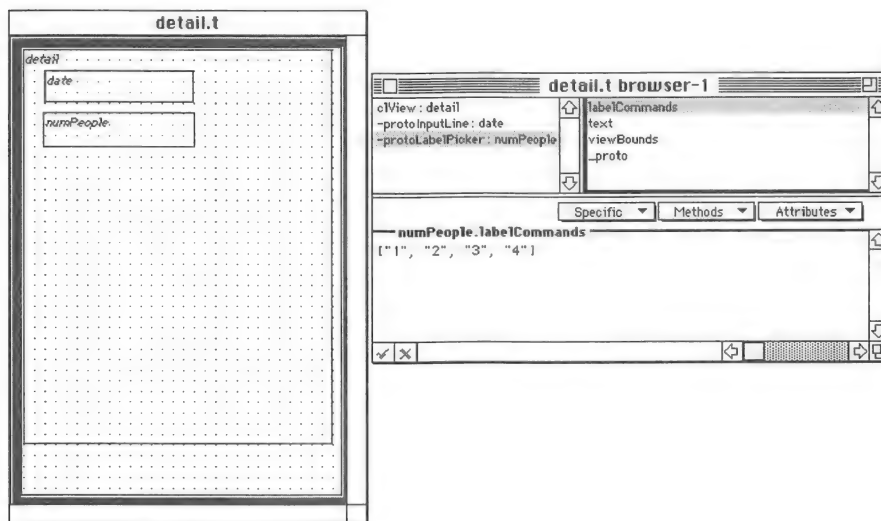 detail.t
detail
date
numPeople
detail.t browser-1
clView : detail
-protoInputLine : date
-protoLabelPicker : numPeople
labelCommands
text
viewBounds
_proto
Specific
Methods
Attributes
numPeople.labelCommands
["1", "2", "3", "4"]